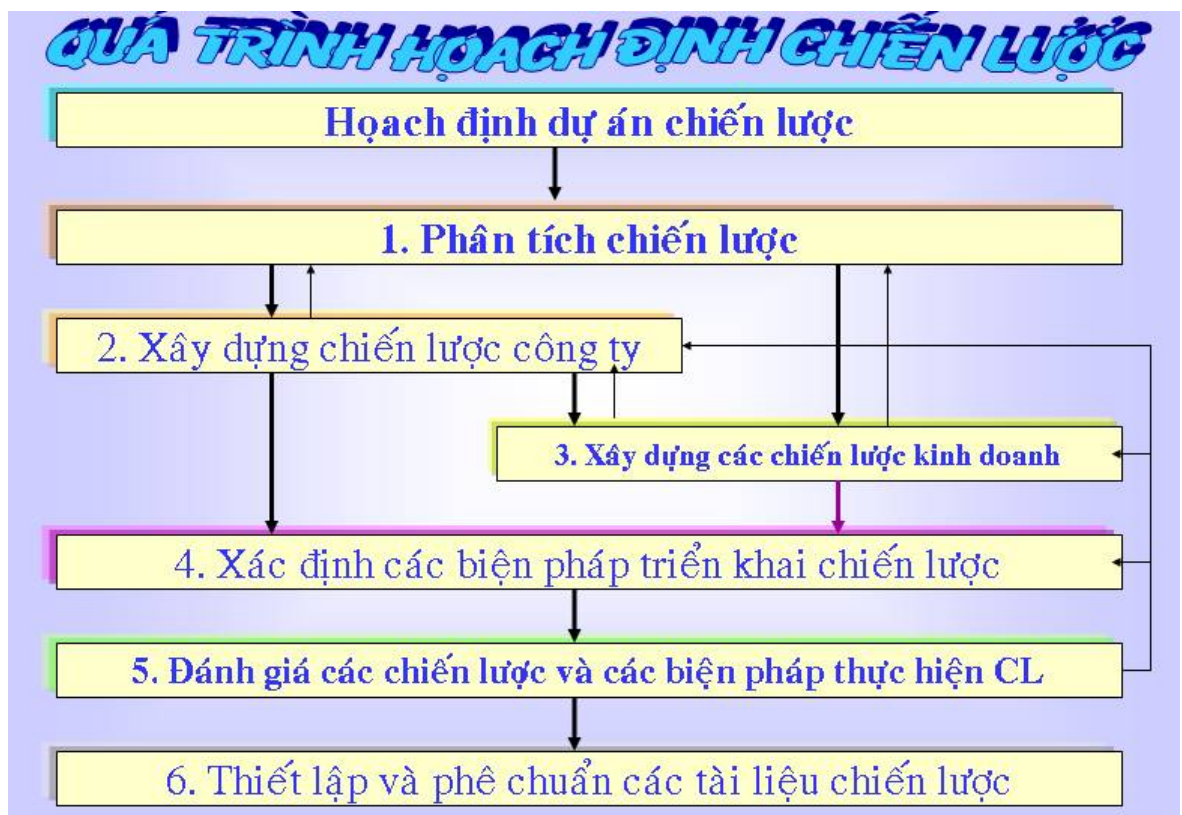 QUÁ TRÌNH HỌACH ĐỊNH CHIẾN LƯỢC
Họach định dự án chiến lược
1. Phân tích chiến lược
2. Xây dựng chiến lược công ty
3. Xây dựng các chiến lược kinh doanh
4. Xác định các biện pháp triển khai chiến lược
5. Đánh giá các chiến lược và các biện pháp thực hiện CL
6. Thiết lập và phê chuẩn các tài liệu chiến lược